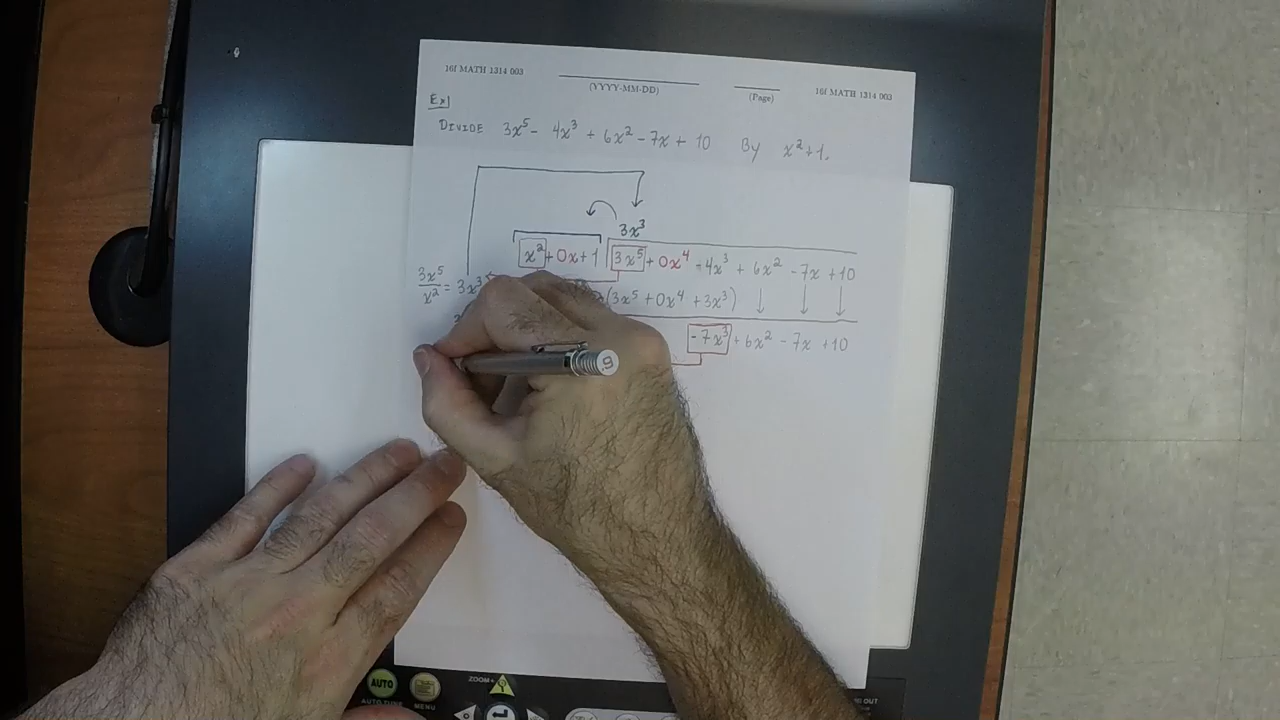 16f MATH 1314 003 (YYYY-MM-DD) (Page) 16f MATH 1314 003
Ex1
DIVIDE 3x⁵ - 4x³ + 6x² - 7x + 10 By x²+1.
3x³
x² + 0x + 1 3x⁵ + 0x⁴ - 4x³ + 6x² - 7x + 10
3x⁵/x² = 3x³
(3x⁵ + 0x⁴ + 3x³)
-7x³ + 6x² - 7x + 10
.9
AUTO
MENU
ZOOM